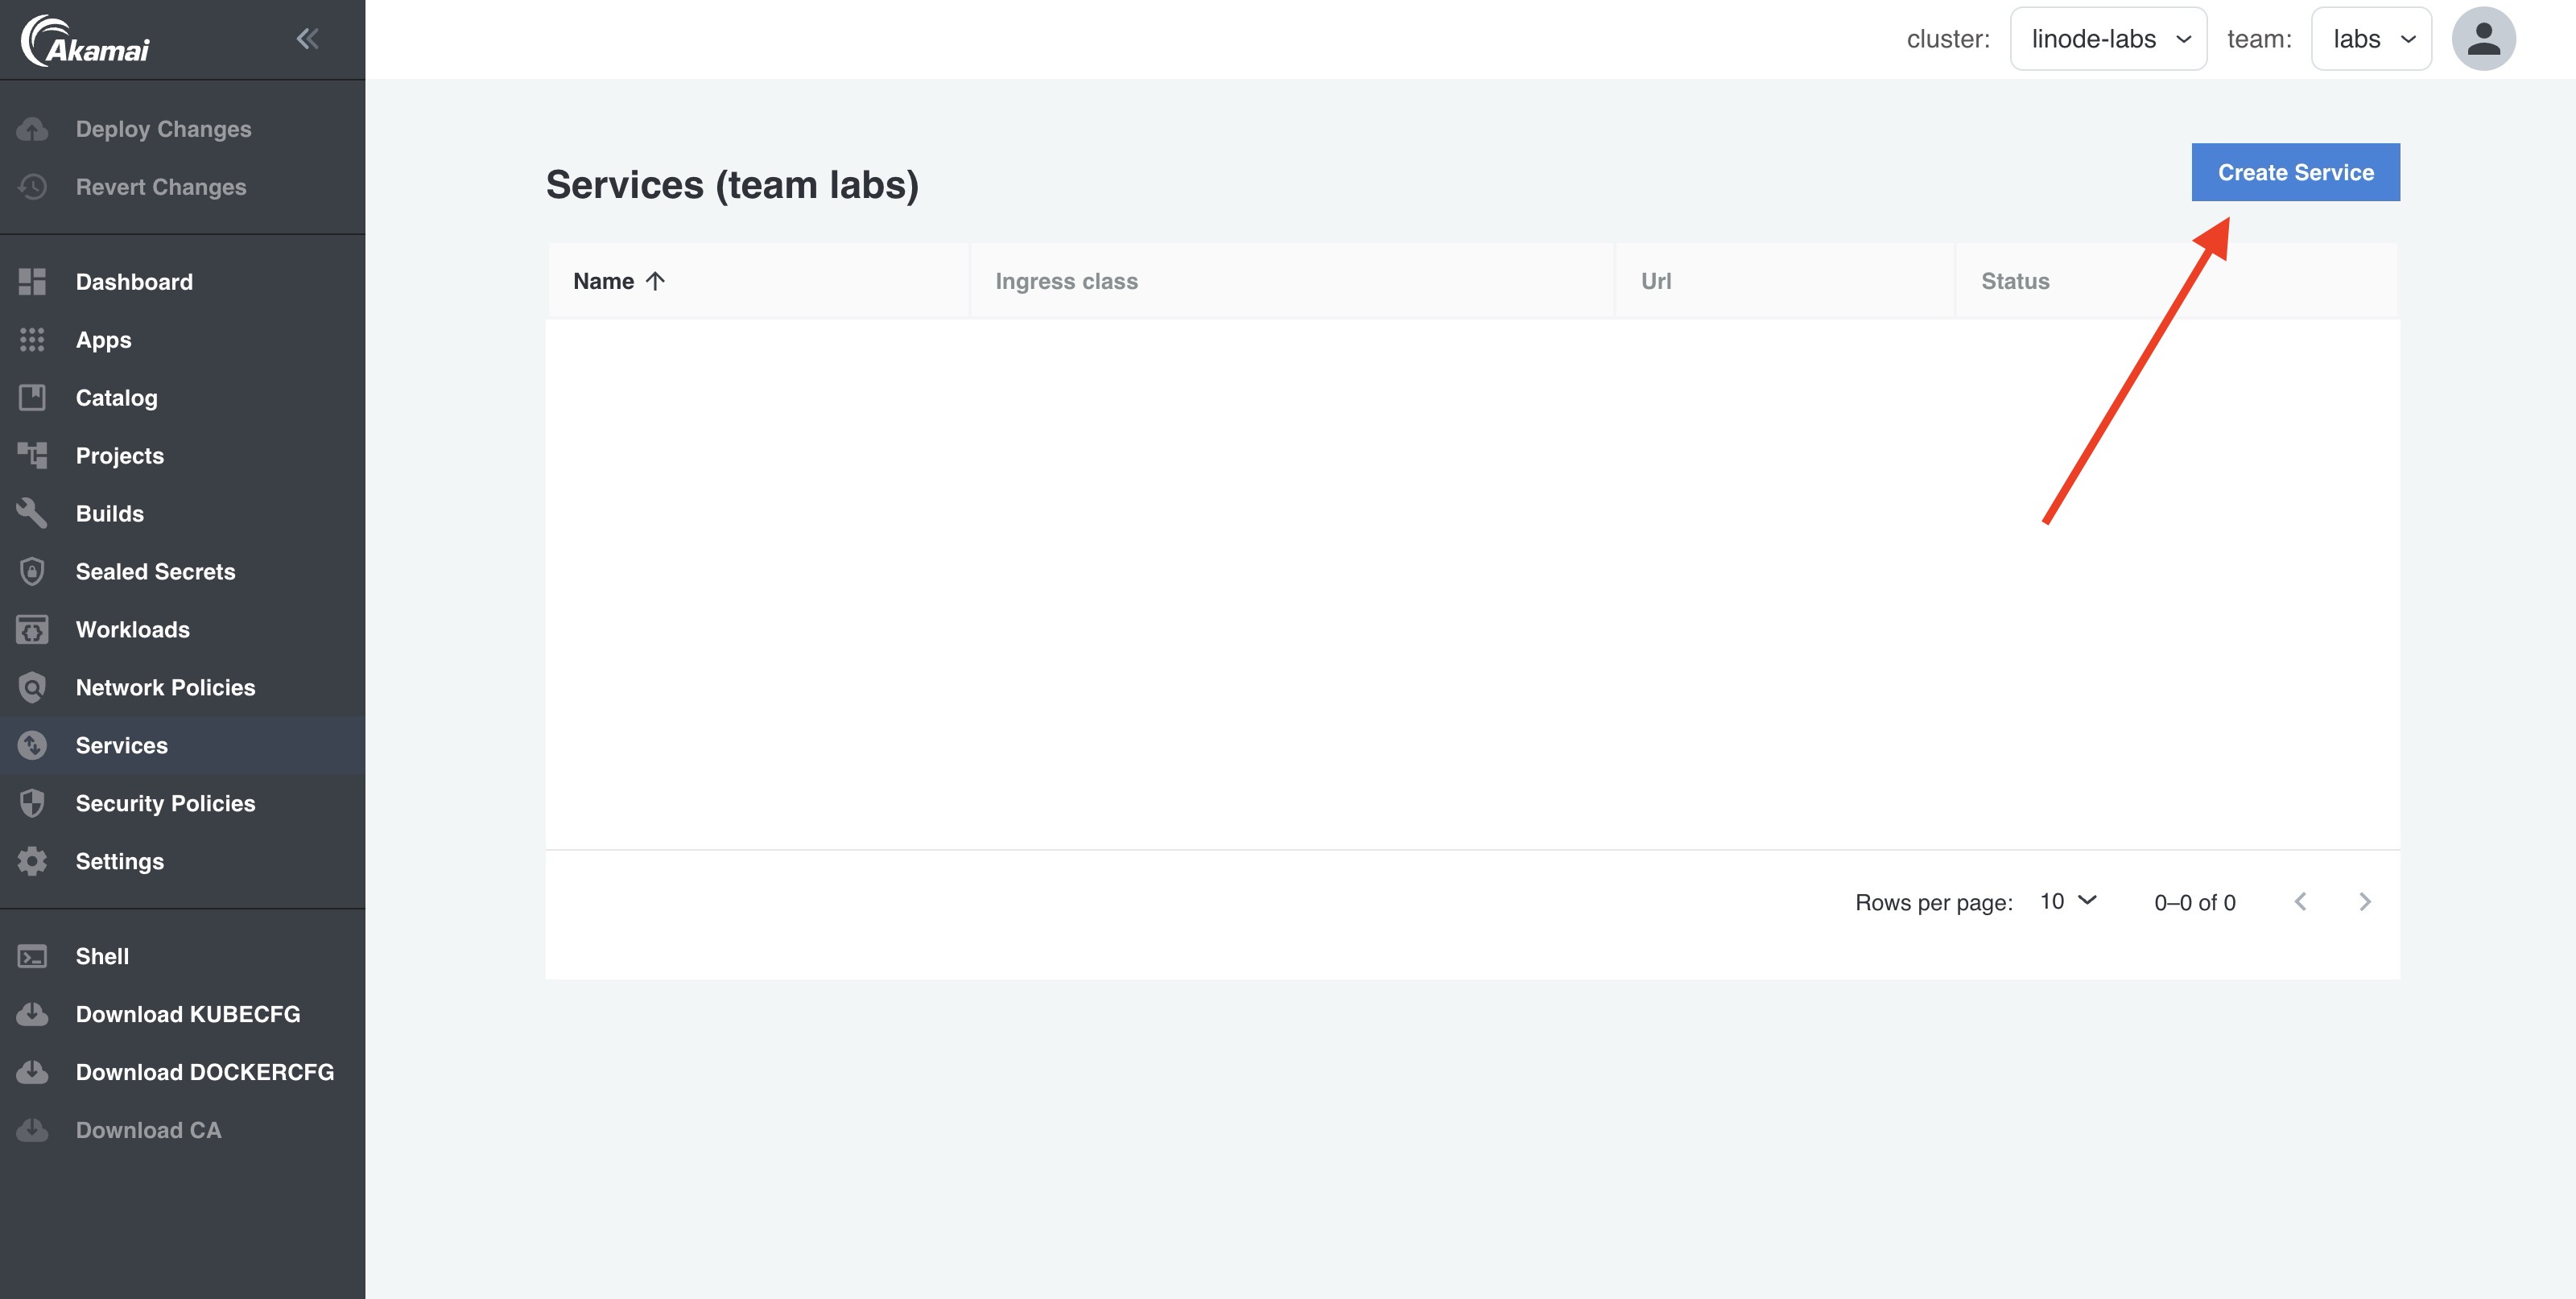 Akamai
cluster: linode-labs team: labs
Deploy Changes
Revert Changes
Dashboard
Apps
Catalog
Projects
Builds
Sealed Secrets
Workloads
Network Policies
Services
Security Policies
Settings
Shell
Download KUBECFG
Download DOCKERCFG
Download CA
Services (team labs)
Create Service
Name Ingress class Url Status
Rows per page: 10 0–0 of 0